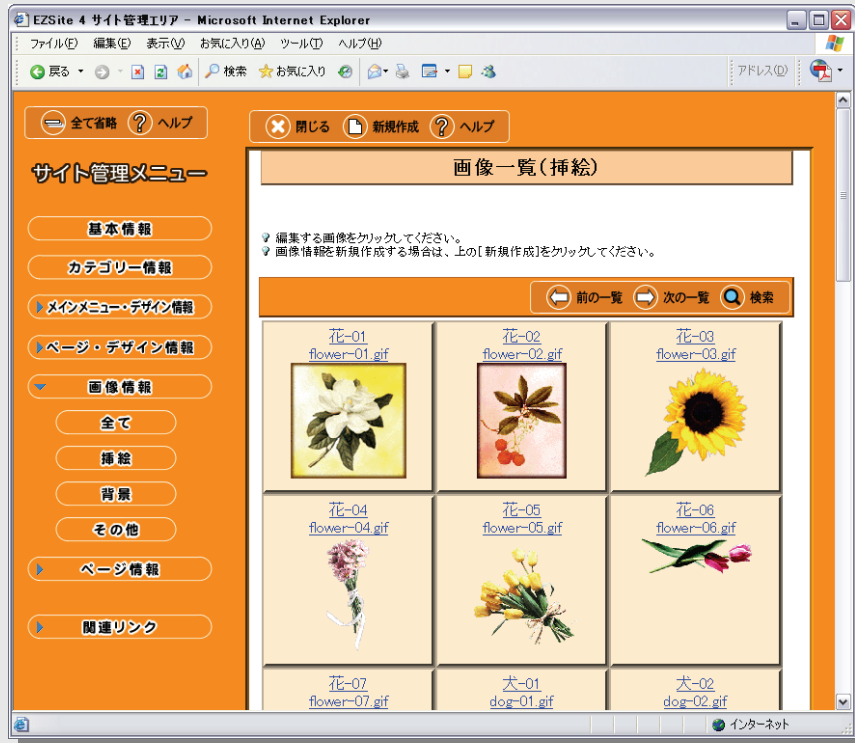 EZSite 4 サイト管理エリア - Microsoft Internet Explorer
ファイル(F) 編集(E) 表示(V) お気に入り(A) ツール(T) ヘルプ(H)
戻る 検索 お気に入り アドレス(D)
全て省略 ヘルプ
閉じる 新規作成 ヘルプ
サイト管理メニュー
基本情報
カテゴリー情報
メインメニュー・デザイン情報
ページ・デザイン情報
画像情報
全て
挿絵
背景
その他
ページ情報
関連リンク
画像一覧(挿絵)
編集する画像をクリックしてください。
画像情報を新規作成する場合は、上の[新規作成]をクリックしてください。
前の一覧 次の一覧 検索
花-01 花-02 花-03
flower-01.gif flower-02.gif flower-03.gif
花-04 花-05 花-06
flower-04.gif flower-05.gif flower-06.gif
花-07 犬-01 犬-02
flower-07.gif dog-01.gif dog-02.gif
インターネット